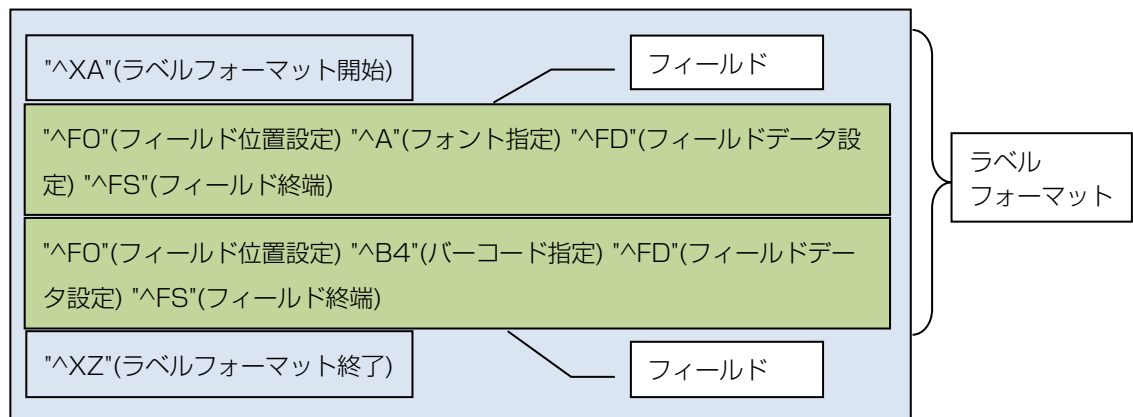 "^XA"(ラベルフォーマット開始)
フィールド
"^FO"(フィールド位置設定) "^A"(フォント指定) "^FD"(フィールドデータ設
定) "^FS"(フィールド終端)
ラベル
フォーマット
"^FO"(フィールド位置設定) "^B4"(バーコード指定) "^FD"(フィールドデー
タ設定) "^FS"(フィールド終端)
"^XZ"(ラベルフォーマット終了)
フィールド